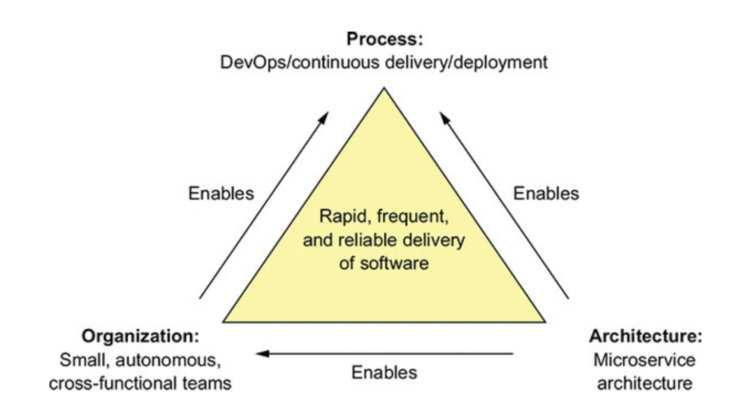 Process:
DevOps/continuous delivery/deployment
Enables
Enables
Rapid, frequent,
and reliable delivery
of software
Organization:
Small, autonomous,
cross-functional teams
Enables
Architecture:
Microservice
architecture